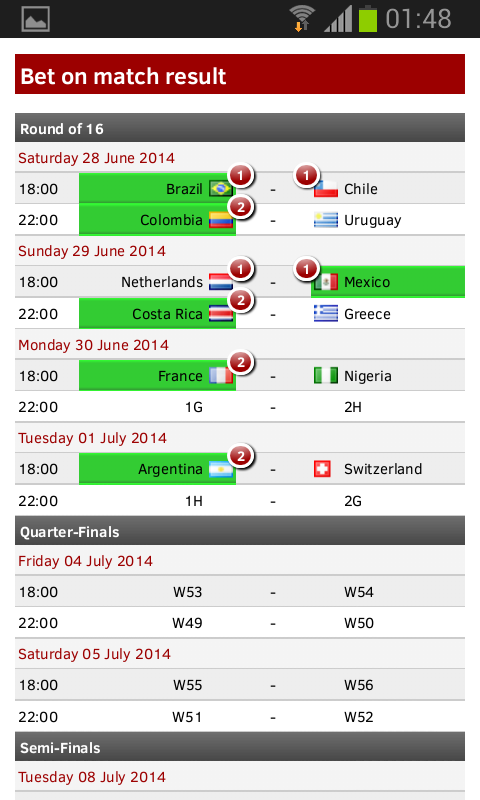 01:48
Bet on match result
Round of 16
Saturday 28 June 2014
18:00 Brazil 1 - 1 Chile
22:00 Colombia 2 - Uruguay
Sunday 29 June 2014
18:00 Netherlands 1 - 1 Mexico
22:00 Costa Rica 2 - Greece
Monday 30 June 2014
18:00 France 2 - Nigeria
22:00 1G - 2H
Tuesday 01 July 2014
18:00 Argentina 2 - Switzerland
22:00 1H - 2G
Quarter-Finals
Friday 04 July 2014
18:00 W53 - W54
22:00 W49 - W50
Saturday 05 July 2014
18:00 W55 - W56
22:00 W51 - W52
Semi-Finals
Tuesday 08 July 2014